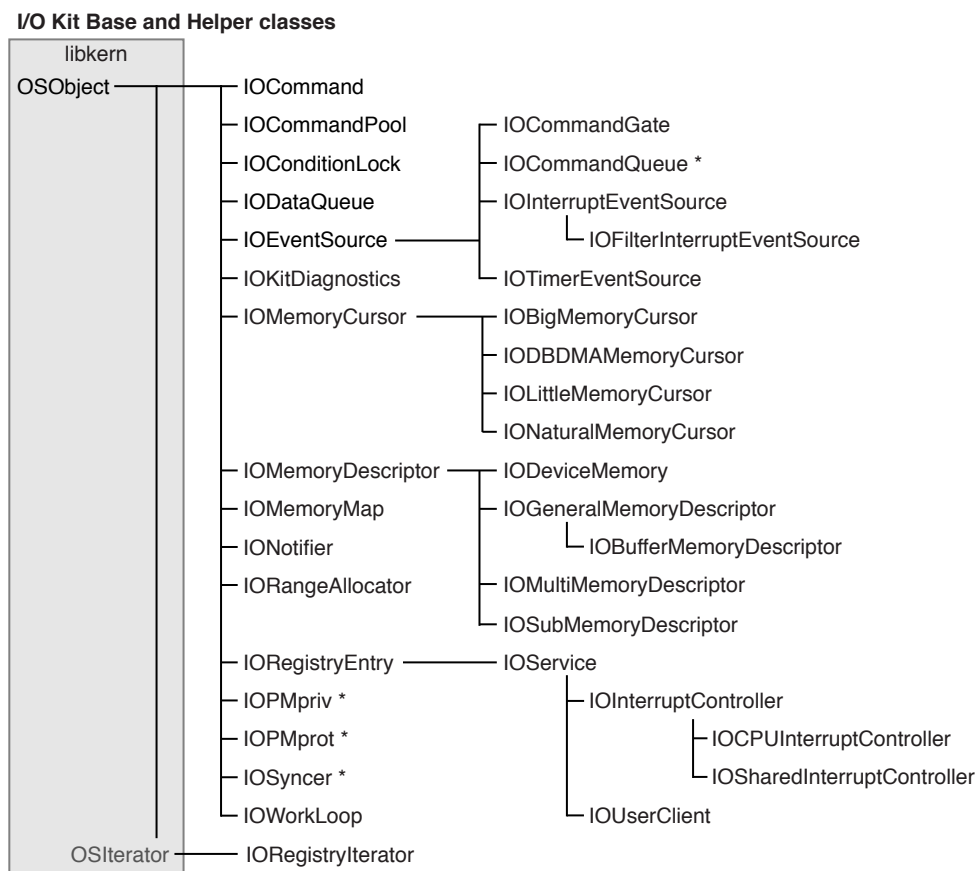 I/O Kit Base and Helper classes
libkern
OSObject IOCommand
IOCommandPool IOCommandGate
IOConditionLock IOCommandQueue *
IODataQueue IOInterruptEventSource
IOEventSource IOFilterInterruptEventSource
IOKitDiagnostics IOTimerEventSource
IOMemoryCursor IOBigMemoryCursor
IODBDMAMemoryCursor
IOLittleMemoryCursor
IONaturalMemoryCursor
IOMemoryDescriptor IODeviceMemory
IOMemoryMap IOGeneralMemoryDescriptor
IONotifier IOBufferMemoryDescriptor
IORangeAllocator IOMultiMemoryDescriptor
IOSubMemoryDescriptor
IORegistryEntry IOService
IOPMpriv * IOInterruptController
IOPMprot * IOCPUInterruptController
IOSyncer * IOSharedInterruptController
IOWorkLoop IOUserClient
OSIterator IORegistryIterator